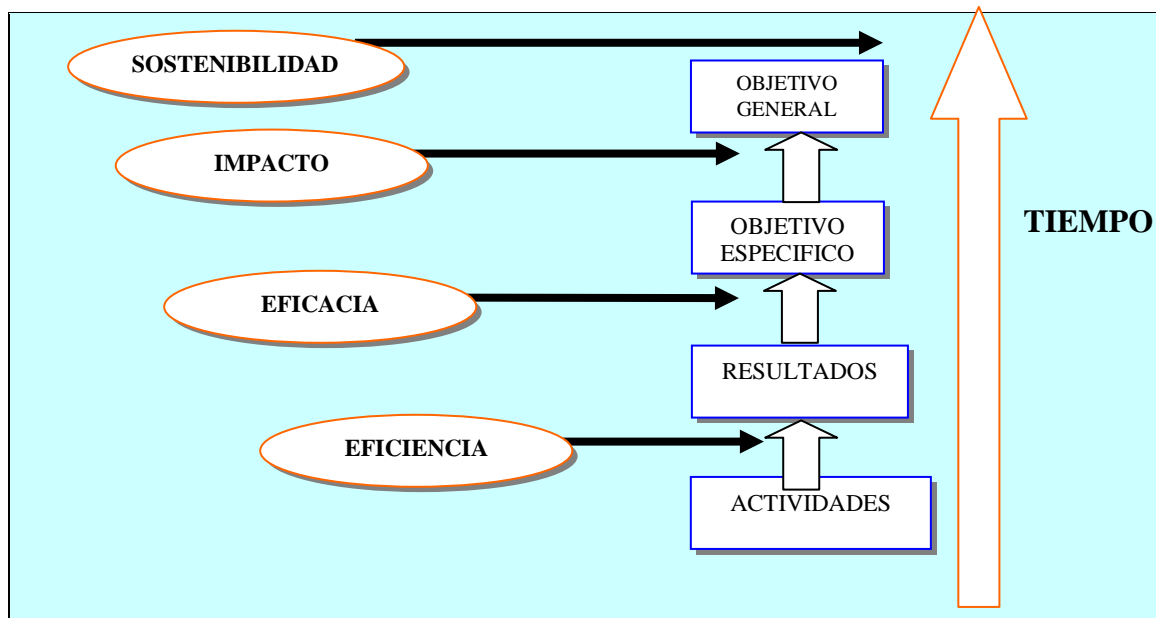 SOSTENIBILIDAD
OBJETIVO
GENERAL
IMPACTO
OBJETIVO
ESPECIFICO
TIEMPO
EFICACIA
RESULTADOS
EFICIENCIA
ACTIVIDADES